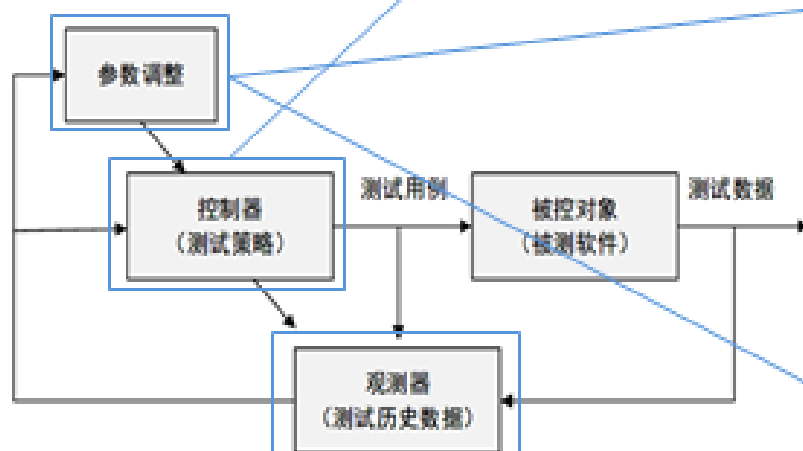 参数调整
控制器
（测试策略）
测试用例
被控对象
（被测软件）
测试数据
观测器
（测试历史数据）